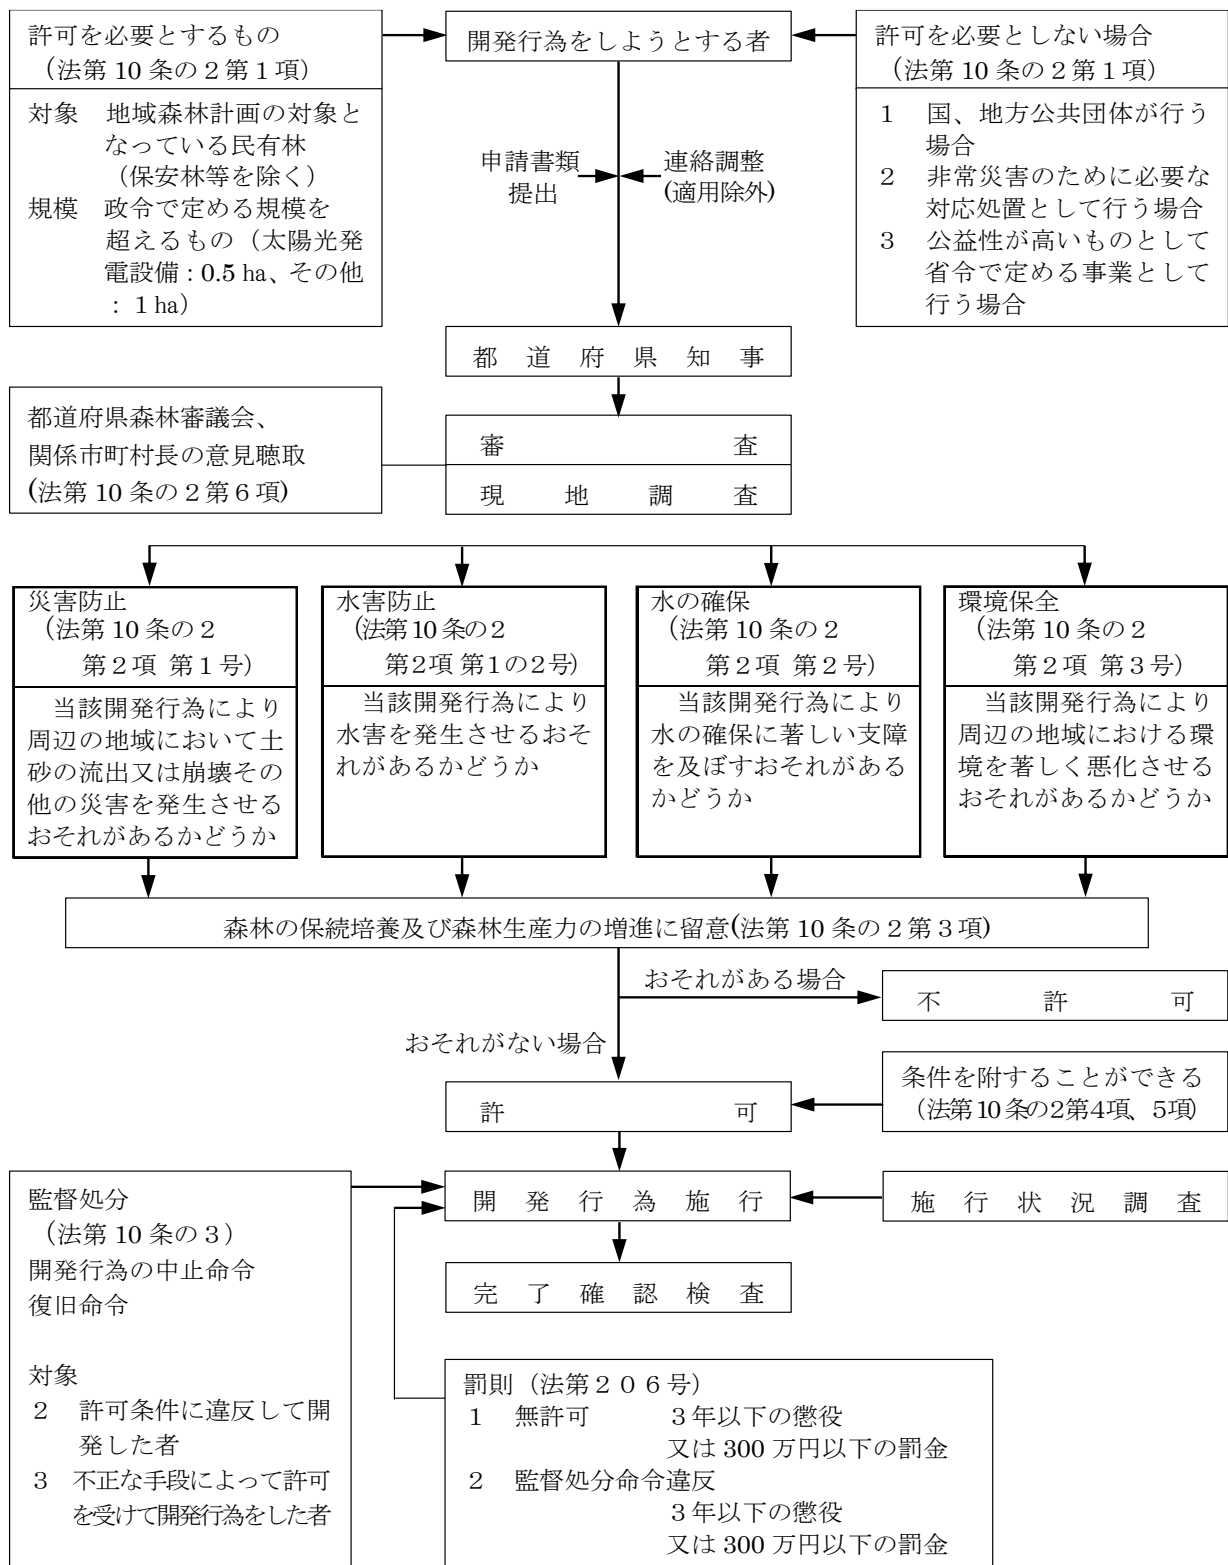 許可を必要とするもの
（法第 10 条の２第１項）
対象　地域森林計画の対象と
なっている民有林
（保安林等を除く）
規模　政令で定める規模を
超えるもの（太陽光発
電設備：0.5 ha、その他
：１ha）
開発行為をしようとする者
許可を必要としない場合
（法第 10 条の２第１項）
１　国、地方公共団体が行う
場合
２　非常災害のために必要な
対応処置として行う場合
３　公益性が高いものとして
省令で定める事業として
行う場合
申請書類
提出
連絡調整
(適用除外)
都道府県知事
都道府県森林審議会、
関係市町村長の意見聴取
(法第 10 条の２第６項)
審査
現地調査
災害防止
（法第 10 条の２
第２項 第１号）
当該開発行為により
周辺の地域において土
砂の流出又は崩壊その
他の災害を発生させる
おそれがあるかどうか
水害防止
（法第 10 条の２
第２項 第１の２号）
当該開発行為により
水害を発生させるおそ
れがあるかどうか
水の確保
（法第 10 条の２
第２項 第２号）
当該開発行為により
水の確保に著しい支障
を及ぼすおそれがある
かどうか
環境保全
（法第 10 条の２
第２項 第３号）
当該開発行為により
周辺の地域における環
境を著しく悪化させる
おそれがあるかどうか
森林の保続培養及び森林生産力の増進に留意(法第 10 条の２第３項)
おそれがある場合
不許可
おそれがない場合
許可
条件を附することができる
（法第 10 条の２第４項、５項）
監督処分
（法第 10 条の３）
開発行為の中止命令
復旧命令
対象
２　許可条件に違反して開
発した者
３　不正な手段によって許可
を受けて開発行為をした者
開発行為施行
施行状況調査
完了確認検査
罰則（法第２０６号）
１　無許可　　３年以下の懲役
又は 300 万円以下の罰金
２　監督処分命令違反
３年以下の懲役
又は 300 万円以下の罰金